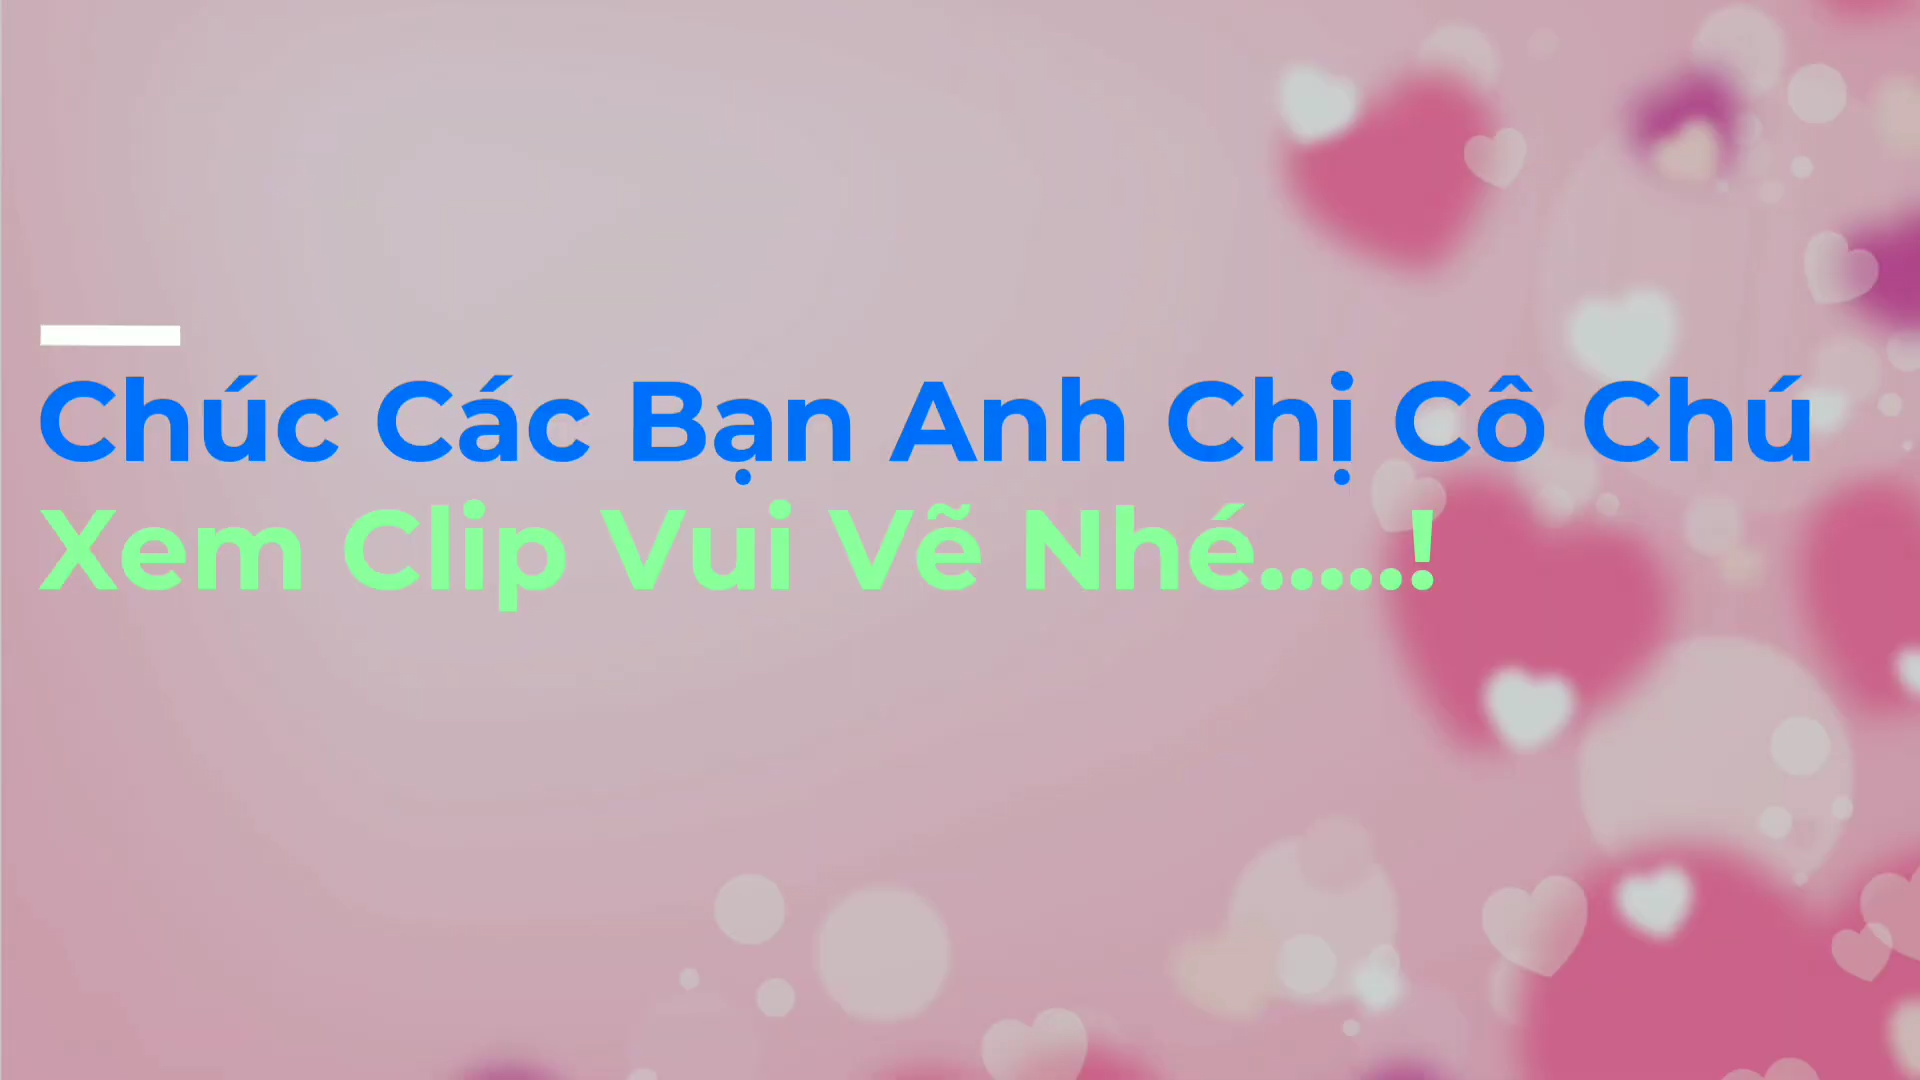 Chúc Các Bạn Anh Chị Cô Chú
Xem Clip Vui Vẽ Nhé.....!